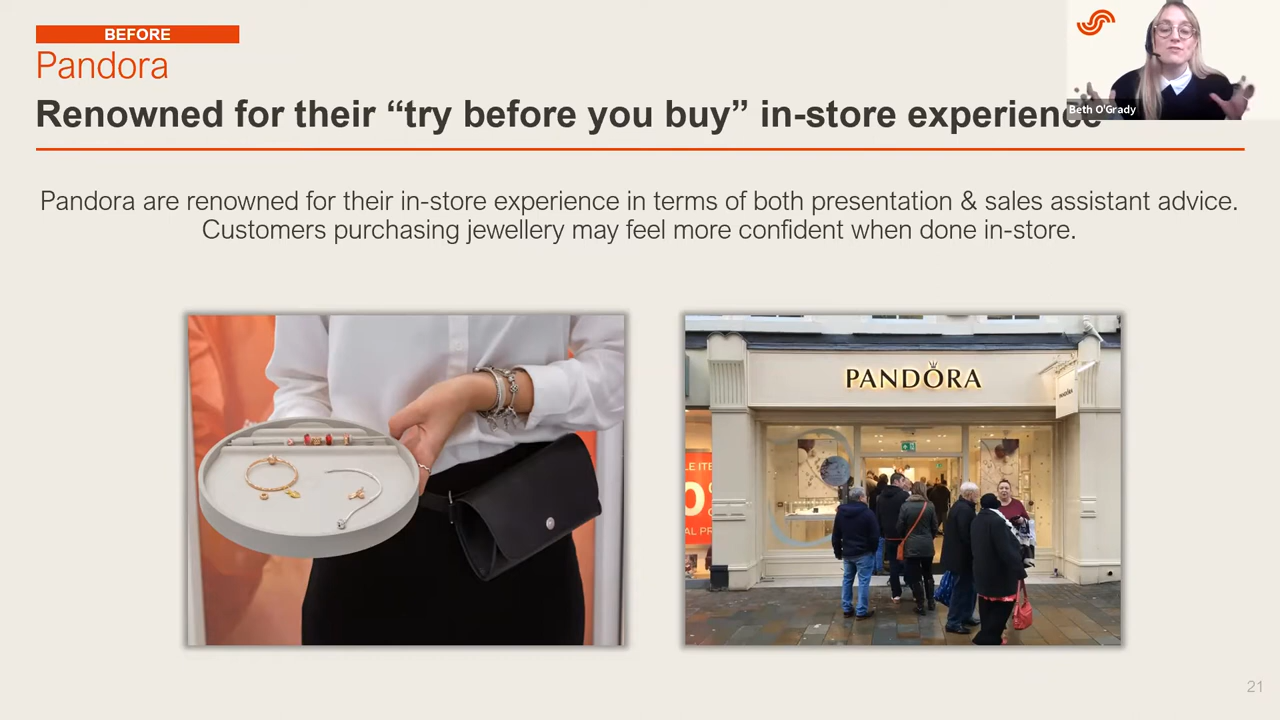 BEFORE
Pandora
Renowned for their “try before you buy” in-store experience
Beth O'Grady
Pandora are renowned for their in-store experience in terms of both presentation & sales assistant advice.
Customers purchasing jewellery may feel more confident when done in-store.
PANDÖRA
21